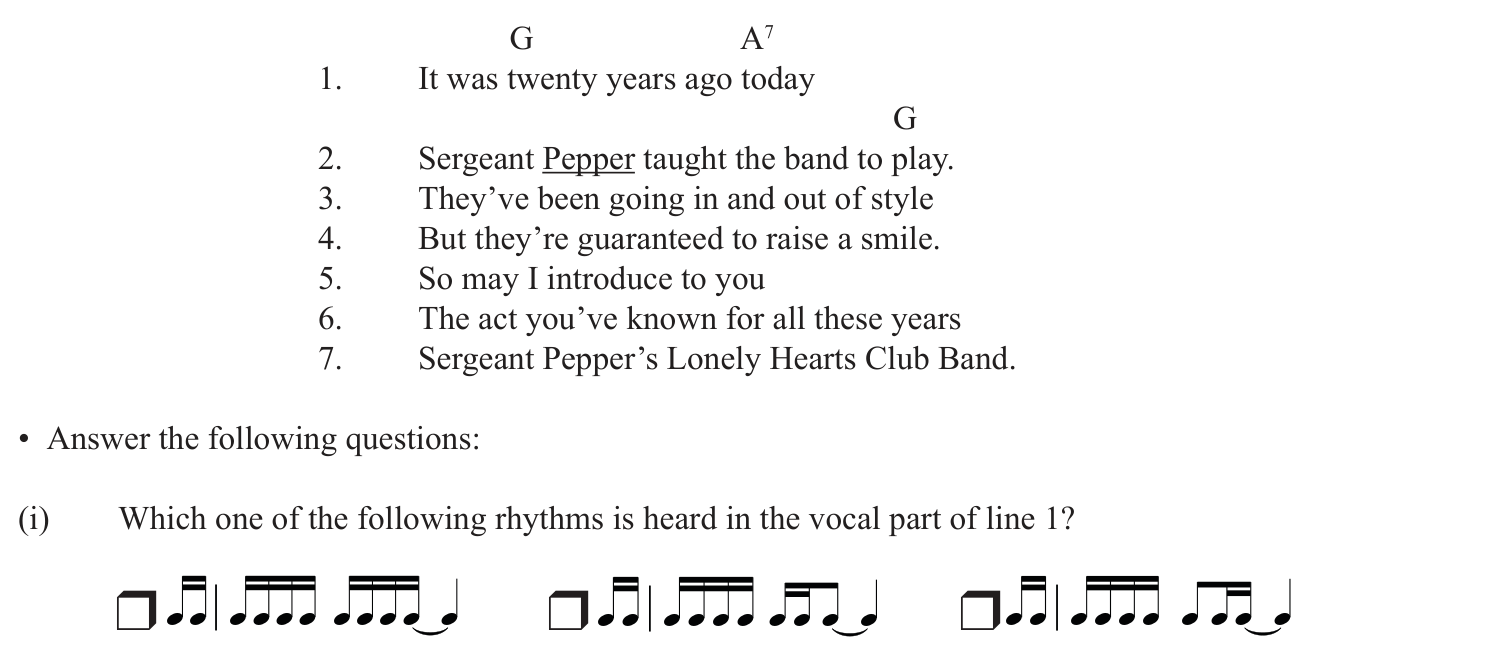 G A⁷
1. It was twenty years ago today
G
2. Sergeant Pepper taught the band to play.
3. They’ve been going in and out of style
4. But they’re guaranteed to raise a smile.
5. So may I introduce to you
6. The act you’ve known for all these years
7. Sergeant Pepper’s Lonely Hearts Club Band.
• Answer the following questions:
(i) Which one of the following rhythms is heard in the vocal part of line 1?